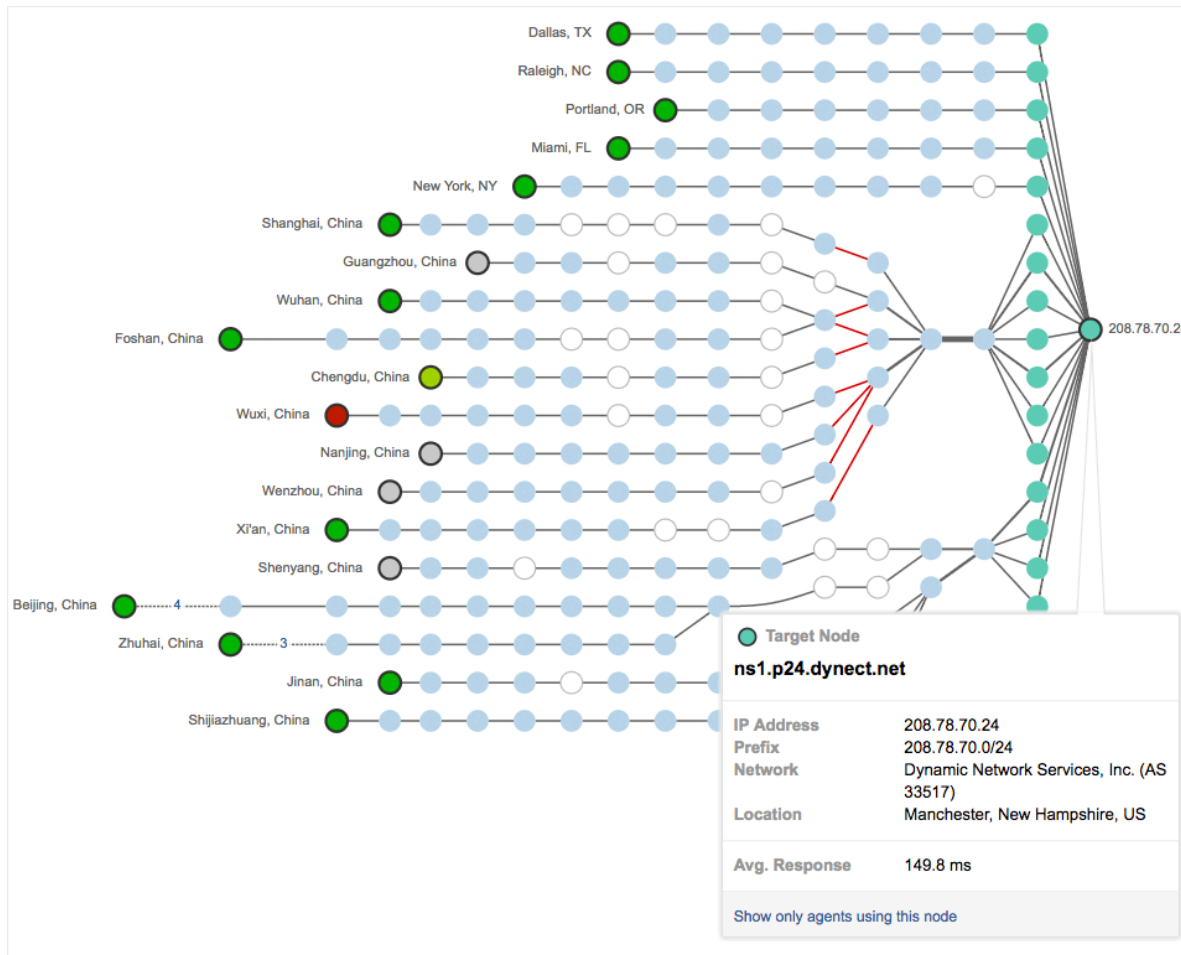 Dallas, TX
Raleigh, NC
Portland, OR
Miami, FL
New York, NY
Shanghai, China
Guangzhou, China
Wuhan, China
Foshan, China
208.78.70.2
Chengdu, China
Wuxi, China
Nanjing, China
Wenzhou, China
Xi'an, China
Shenyang, China
Beijing, China
4
Zhuhai, China
3
Jinan, China
Shijiazhuang, China
Target Node
ns1.p24.dynect.net
IP Address 208.78.70.24
Prefix 208.78.70.0/24
Network Dynamic Network Services, Inc. (AS
33517)
Location Manchester, New Hampshire, US
Avg. Response 149.8 ms
Show only agents using this node